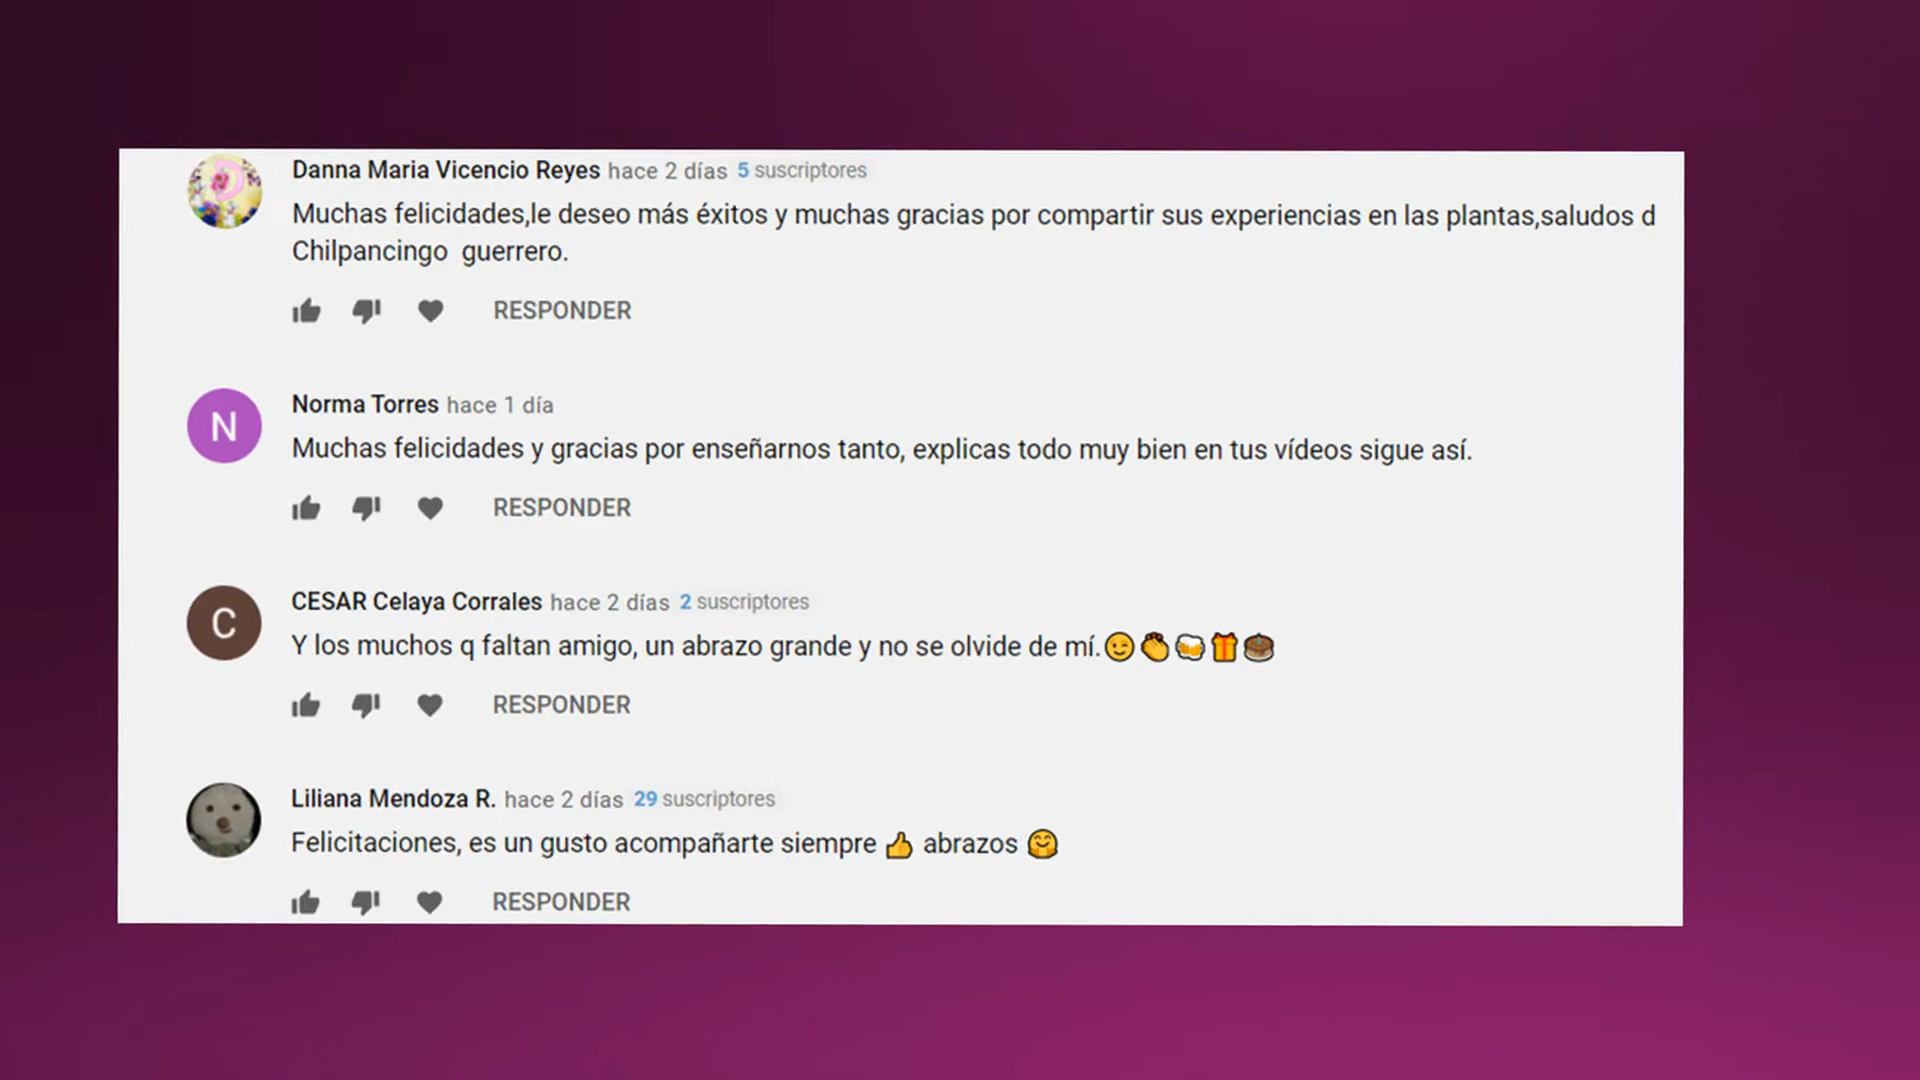 Danna Maria Vicencio Reyes hace 2 días 5 suscriptores
Muchas felicidades,le deseo más éxitos y muchas gracias por compartir sus experiencias en las plantas,saludos d
Chilpancingo  guerrero.
RESPONDER
N
Norma Torres hace 1 día
Muchas felicidades y gracias por enseñarnos tanto, explicas todo muy bien en tus vídeos sigue así.
RESPONDER
C
CESAR Celaya Corrales hace 2 días 2 suscriptores
Y los muchos q faltan amigo, un abrazo grande y no se olvide de mí.😉👏🍻🎁🎂
RESPONDER
Liliana Mendoza R. hace 2 días 29 suscriptores
Felicitaciones, es un gusto acompañarte siempre 👍 abrazos 🤗
RESPONDER